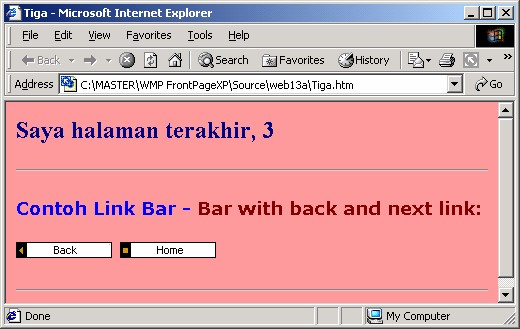 Tiga - Microsoft Internet Explorer
File Edit View Favorites Tools Help
Back Search Favorites History
Address C:\MASTER\WMP FrontPageXP\Source\web13a\Tiga.htm Go
Saya halaman terakhir, 3
Contoh Link Bar - Bar with back and next link:
Back Home
Done My Computer